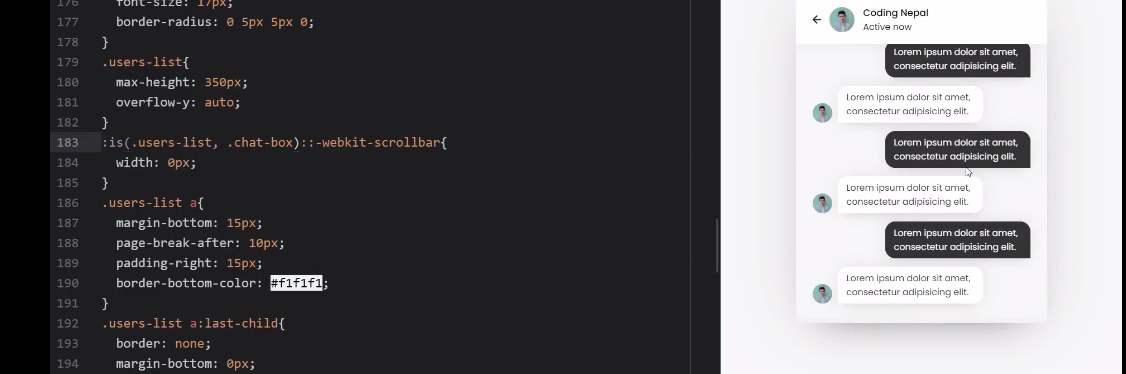 176 font-size: 17px;
177 border-radius: 0 5px 5px 0;
178 }
179 .users-list{
180 max-height: 350px;
181 overflow-y: auto;
182 }
183 :is(.users-list, .chat-box)::-webkit-scrollbar{
184 width: 0px;
185 }
186 .users-list a{
187 margin-bottom: 15px;
188 page-break-after: 10px;
189 padding-right: 15px;
190 border-bottom-color: #f1f1f1;
191 }
192 .users-list a:last-child{
193 border: none;
194 margin-bottom: 0px;
Coding Nepal
Active now
Lorem ipsum dolor sit amet,
consectetur adipisicing elit.
Lorem ipsum dolor sit amet,
consectetur adipisicing elit.
Lorem ipsum dolor sit amet,
consectetur adipisicing elit.
Lorem ipsum dolor sit amet,
consectetur adipisicing elit.
Lorem ipsum dolor sit amet,
consectetur adipisicing elit.
Lorem ipsum dolor sit amet,
consectetur adipisicing elit.